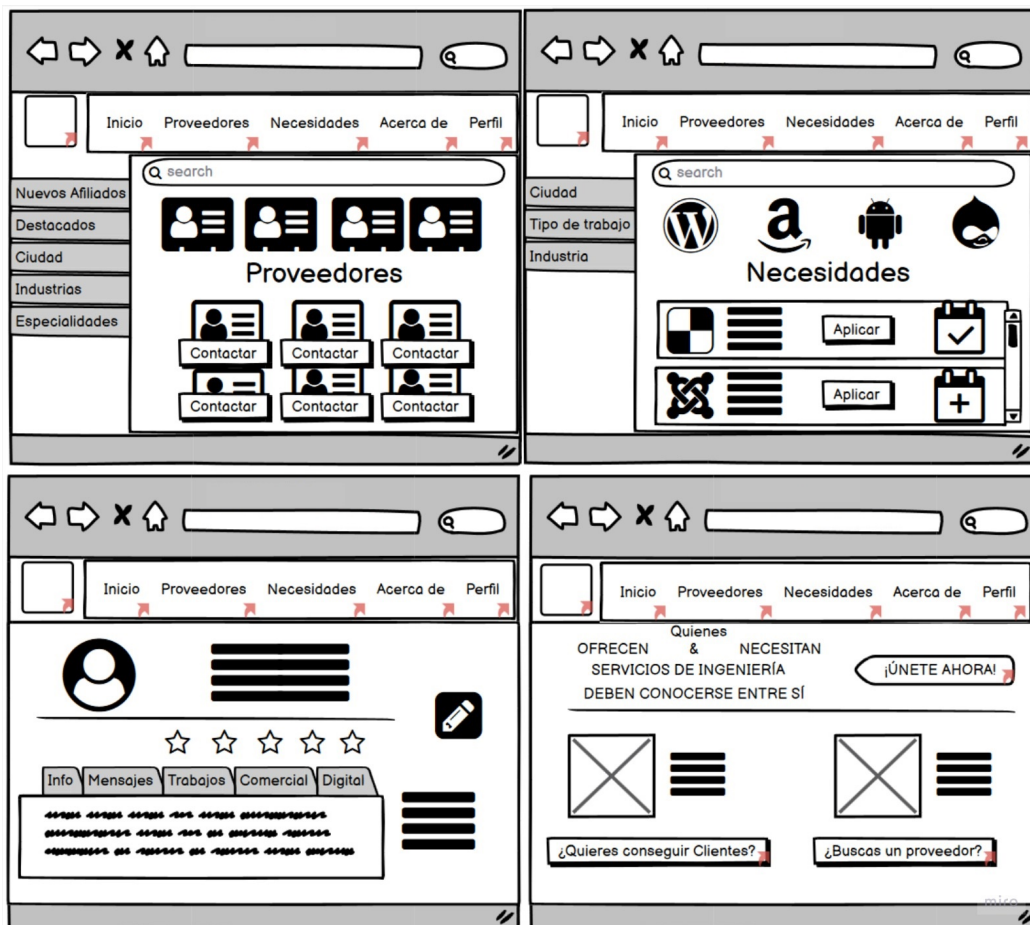 Inicio Proveedores Necesidades Acerca de Perfil
search
Nuevos Afiliados
Destacados
Ciudad
Industrias
Especialidades
Proveedores
Contactar Contactar Contactar
Contactar Contactar Contactar
Inicio Proveedores Necesidades Acerca de Perfil
search
Ciudad
Tipo de trabajo
Industria
a
Necesidades
Aplicar
Aplicar
Inicio Proveedores Necesidades Acerca de Perfil
Info Mensajes Trabajos Comercial Digital
Inicio Proveedores Necesidades Acerca de Perfil
Quienes
OFRECEN & NECESITAN
SERVICIOS DE INGENIERÍA
DEBEN CONOCERSE ENTRE SÍ
¡ÚNETE AHORA!
¿Quieres conseguir Clientes? ¿Buscas un proveedor?
miro